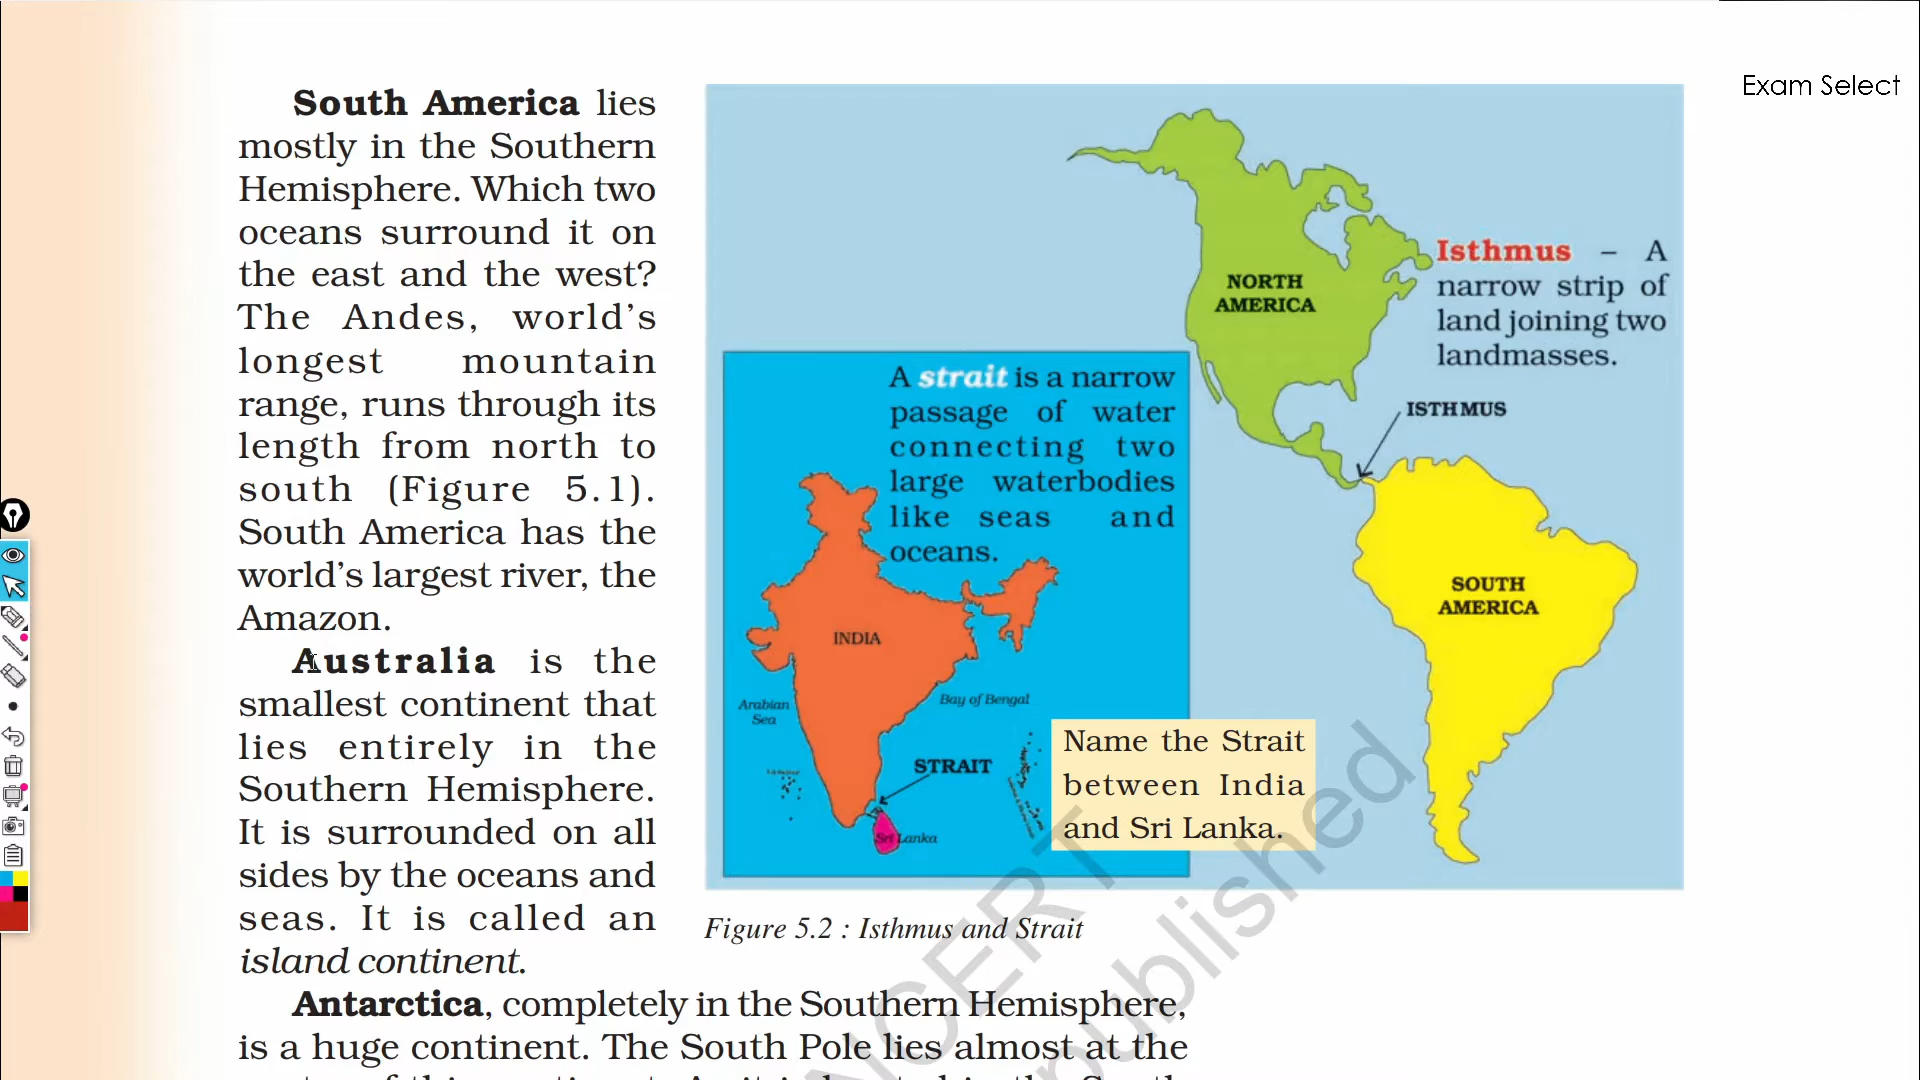 Exam Select
South America lies
mostly in the Southern
Hemisphere. Which two
oceans surround it on
the east and the west?
The Andes, world’s
longest mountain
range, runs through its
length from north to
south (Figure 5.1).
South America has the
world’s largest river, the
Amazon.
Australia is the
smallest continent that
lies entirely in the
Southern Hemisphere.
It is surrounded on all
sides by the oceans and
seas. It is called an
island continent.
Antarctica, completely in the Southern Hemisphere,
is a huge continent. The South Pole lies almost at the
NORTH
AMERICA
Isthmus – A
narrow strip of
land joining two
landmasses.
ISTHMUS
SOUTH
AMERICA
A strait is a narrow
passage of water
connecting two
large waterbodies
like seas and
oceans.
INDIA
Arabian
Sea
Bay of Bengal
STRAIT
Sri Lanka
Name the Strait
between India
and Sri Lanka.
Figure 5.2 : Isthmus and Strait
NCERT
published